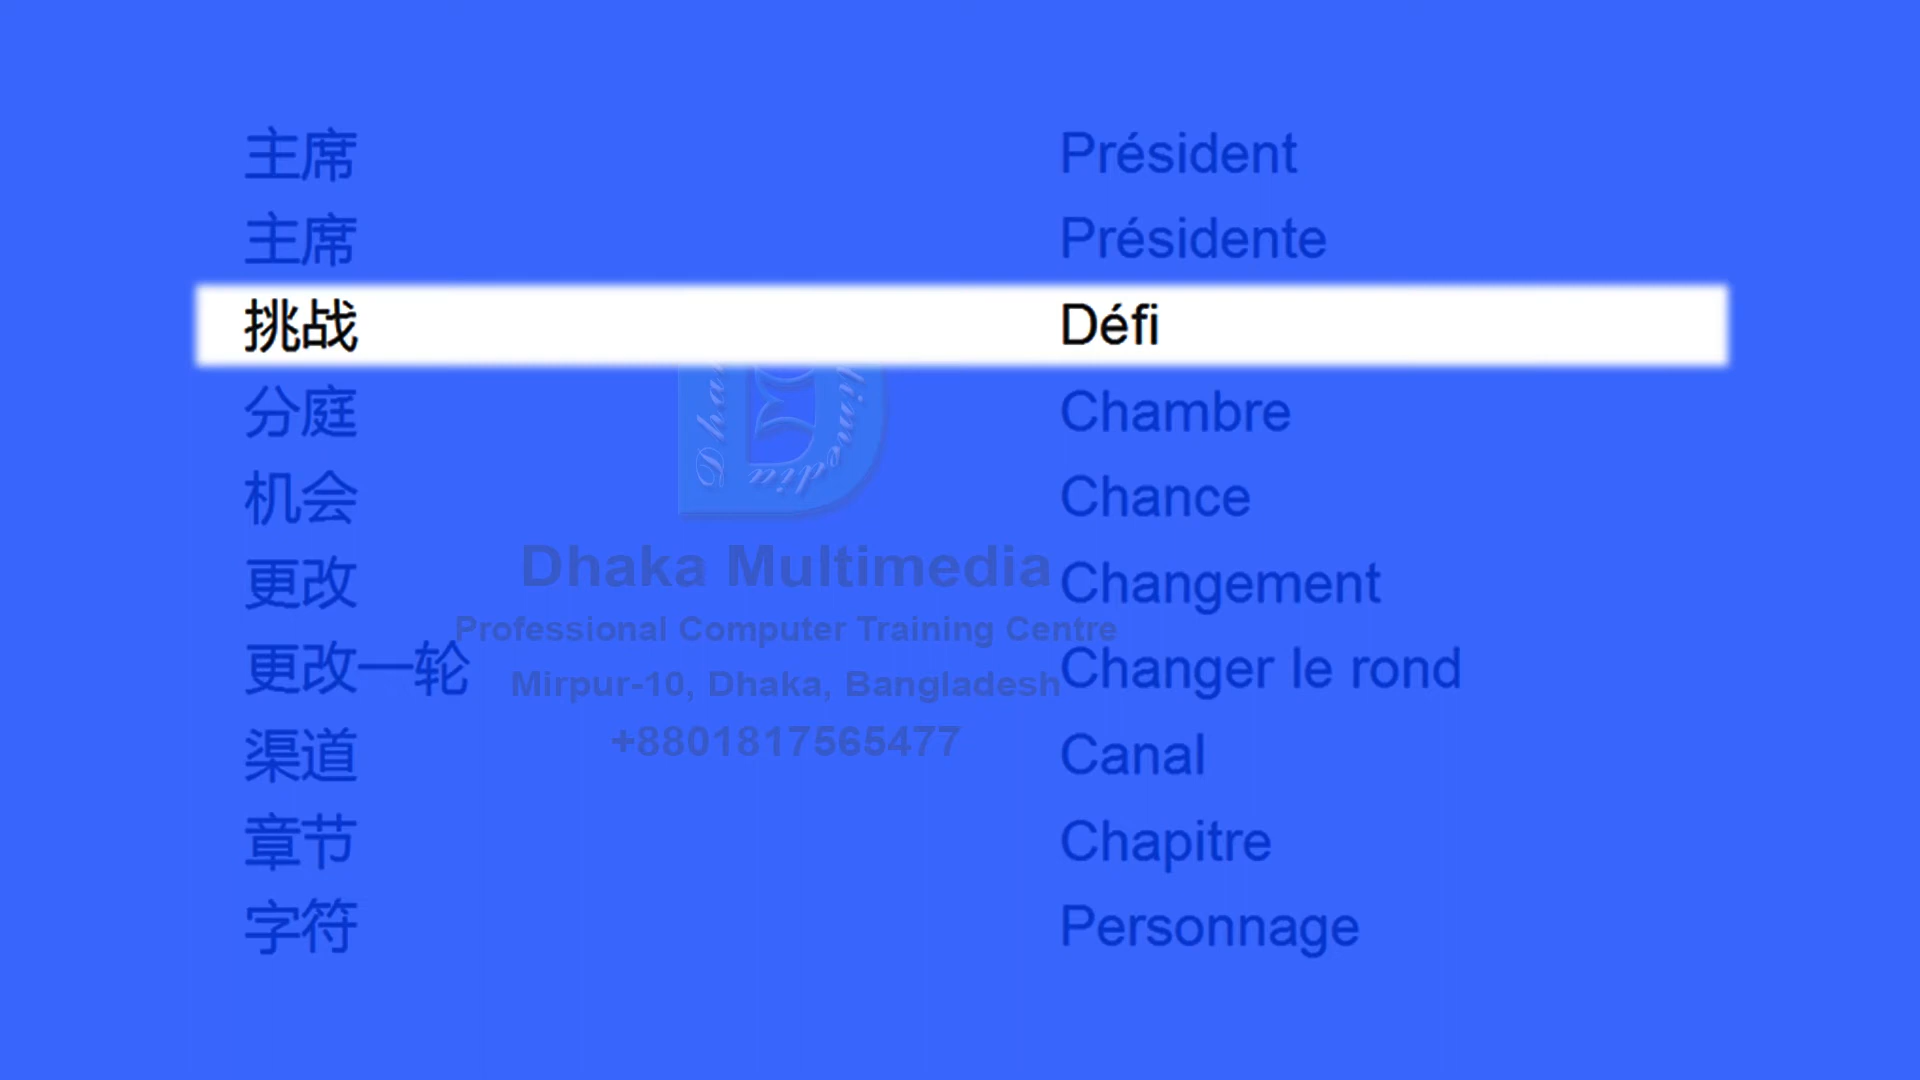 主席 Président
主席 Présidente
挑战 Défi
分庭 Chambre
机会 Chance
更改 Changement
更改一轮 Changer le rond
渠道 Canal
章节 Chapitre
字符 Personnage
Dhaka Multimedia
Professional Computer Training Centre
Mirpur-10, Dhaka, Bangladesh
+8801817565477